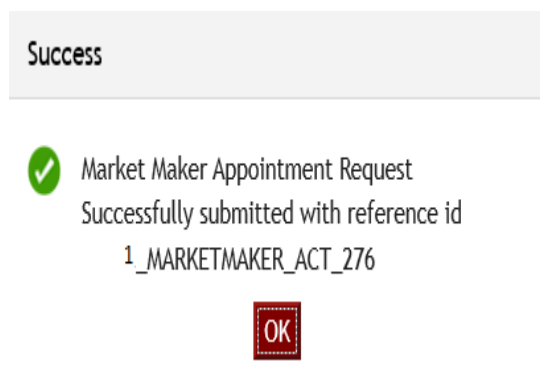 Success
Market Maker Appointment Request
Successfully submitted with reference id
1_MARKETMAKER_ACT_276
OK